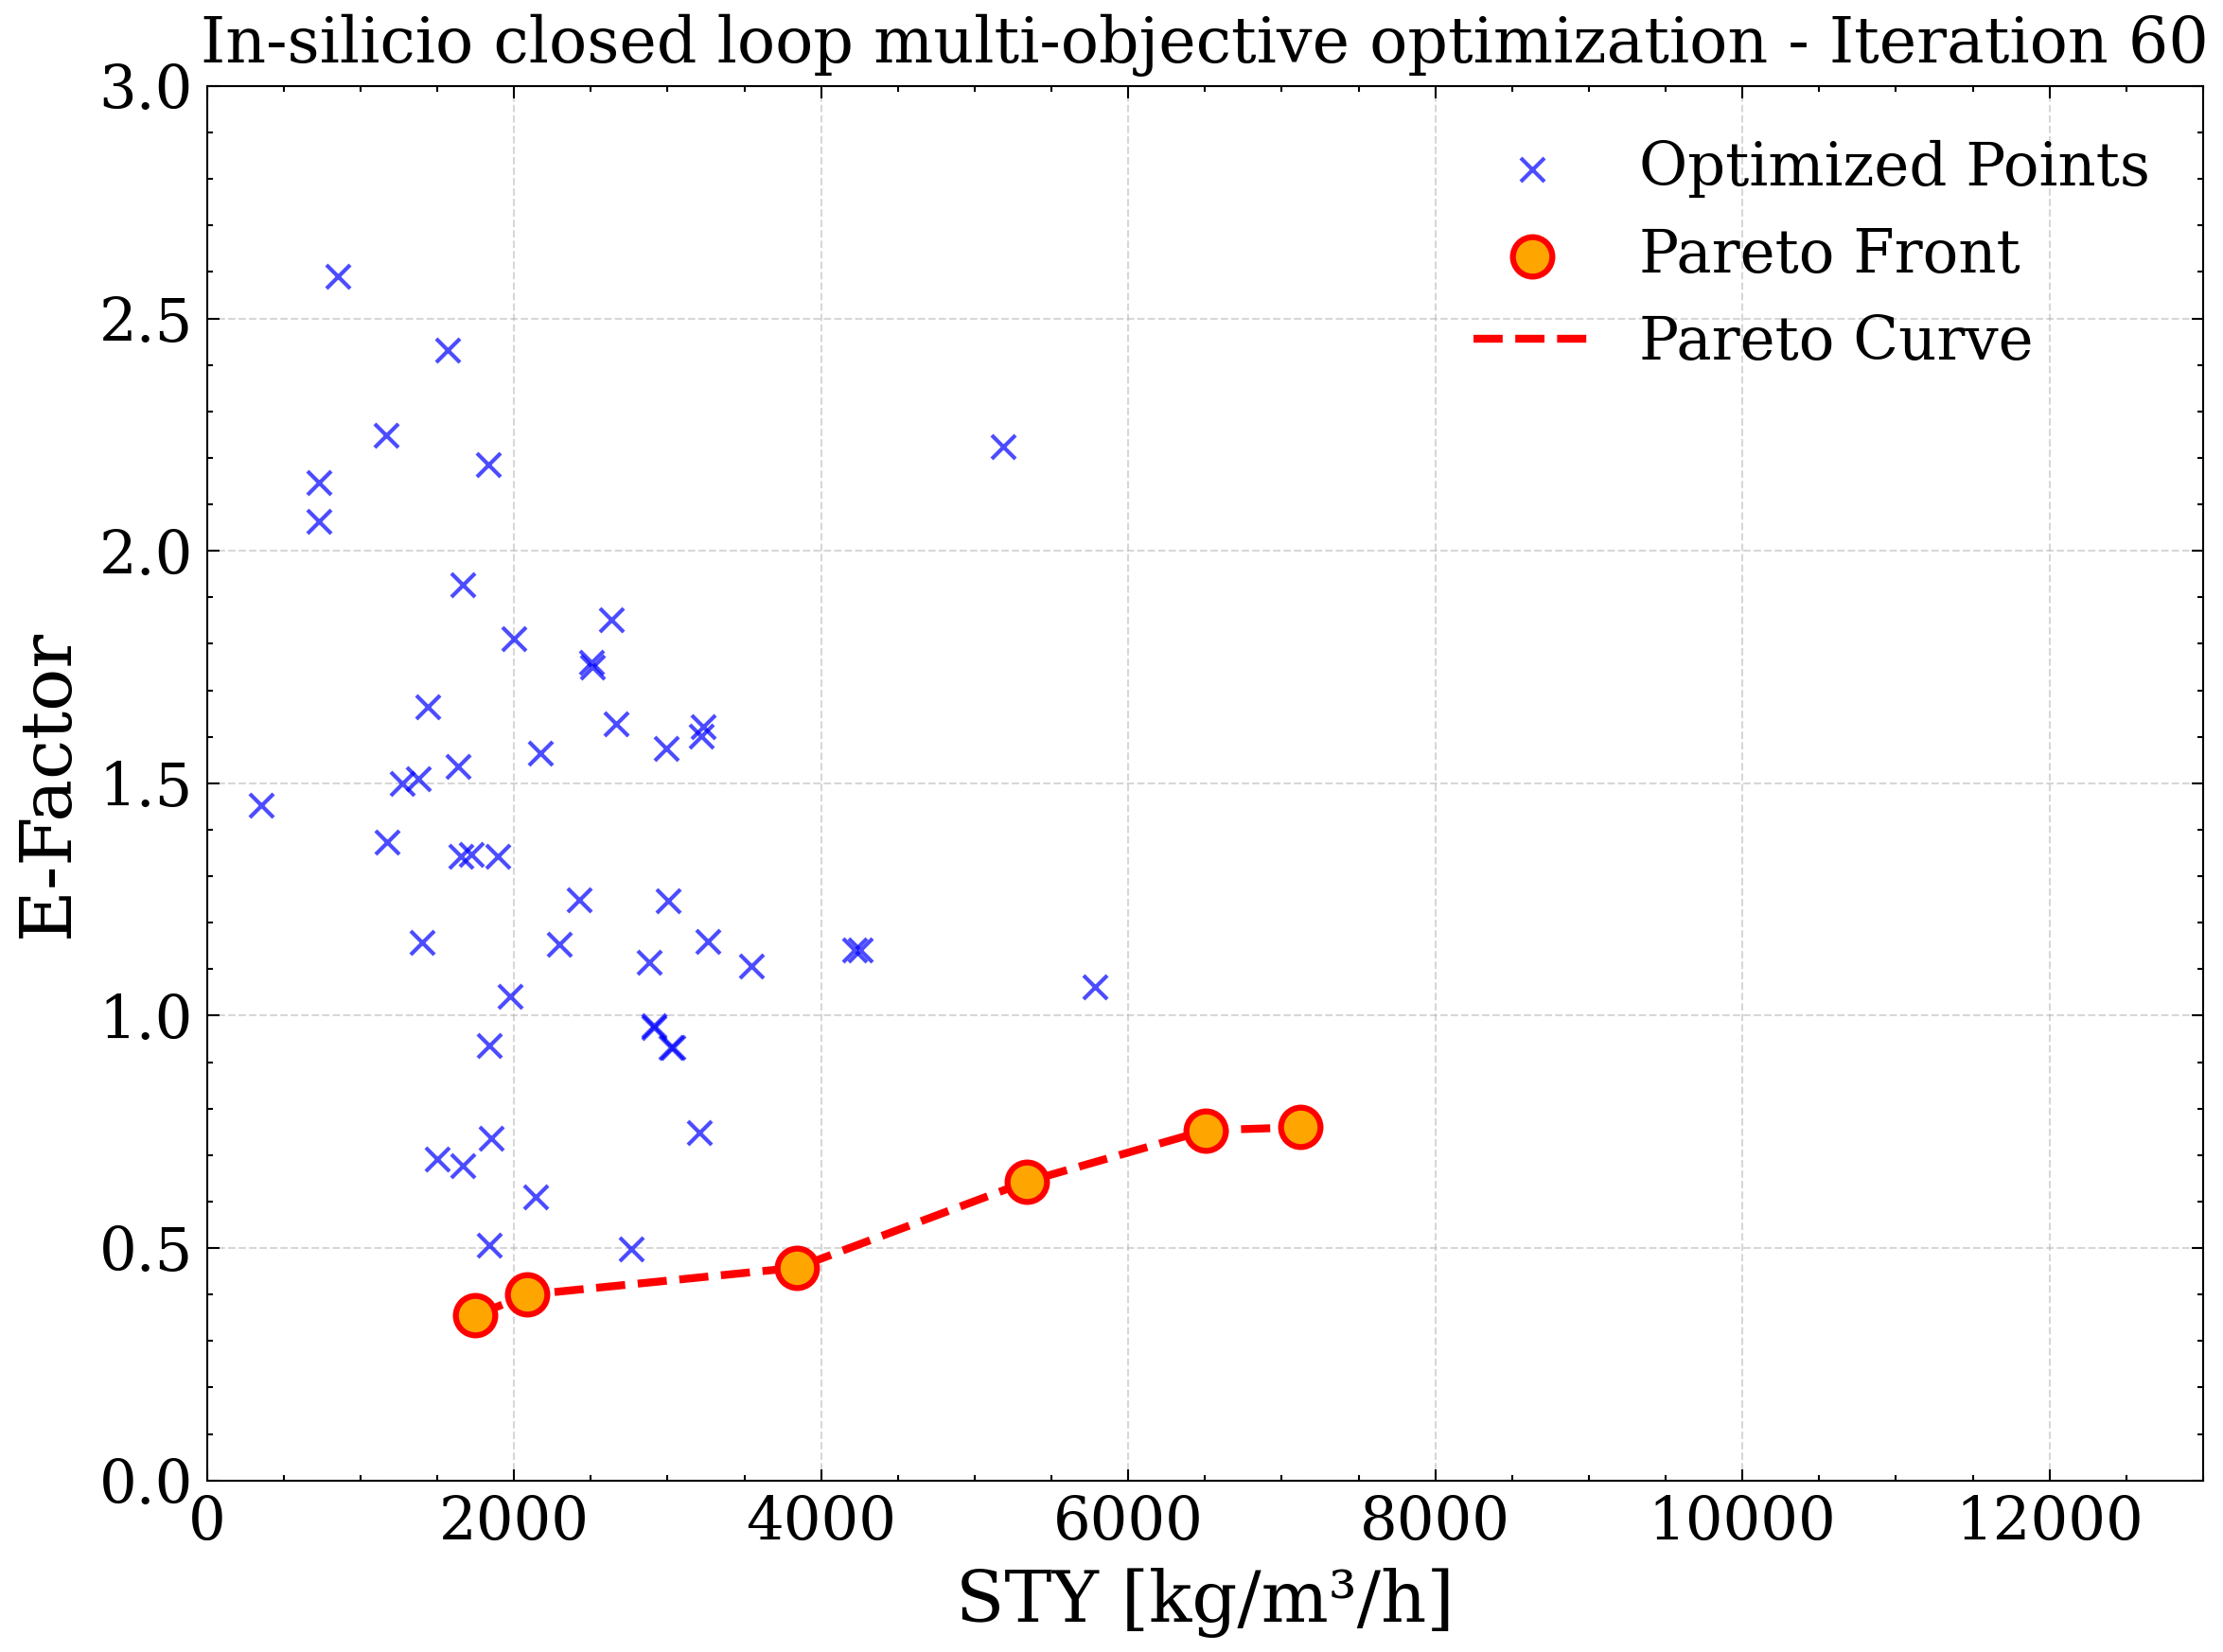 In-silicio closed loop multi-objective optimization - Iteration 60
3.0
2.5
2.0
1.5
1.0
0.5
0.0
E-Factor
Optimized Points
Pareto Front
Pareto Curve
0 2000 4000 6000 8000 10000 12000
STY [kg/m³/h]